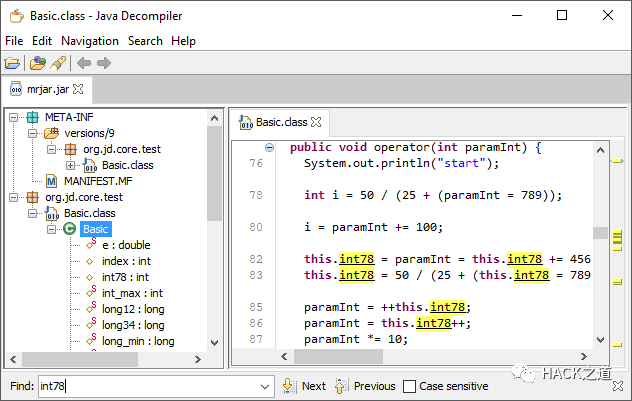 Basic.class - Java Decompiler
File Edit Navigation Search Help
mrjar.jar
META-INF
versions/9
org.jd.core.test
Basic.class
MANIFEST.MF
org.jd.core.test
Basic.class
Basic
e : double
index : int
int78 : int
int_max : int
long12 : long
long34 : long
long_min : long
Basic.class
public void operator(int paramInt) {
76 System.out.println("start");
78 int i = 50 / (25 + (paramInt = 789));
80 i = paramInt += 100;
82 this.int78 = paramInt = this.int78 += 456
83 this.int78 = 50 / (25 + (this.int78 = 789
85 paramInt = ++this.int78;
86 paramInt = this.int78++;
87 paramInt *= 10;
Find: int78 Next Previous Case sensitive
HACK之道